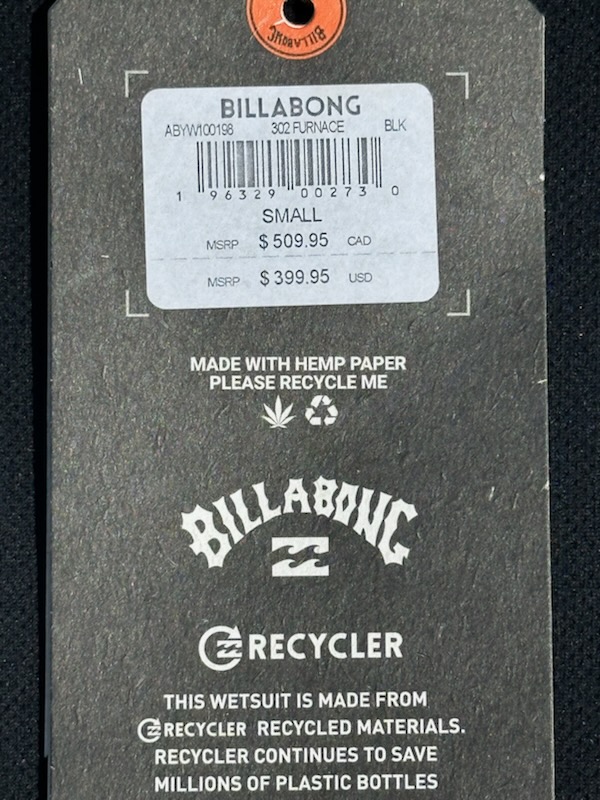 BILLABONG
BILLABONG
ABYW100198 302 FURNACE BLK
1 96329 00273 0
SMALL
MSRP $509.95 CAD
MSRP $399.95 USD
MADE WITH HEMP PAPER
PLEASE RECYCLE ME
BILLABONG
RECYCLER
THIS WETSUIT IS MADE FROM
RECYCLER RECYCLED MATERIALS.
RECYCLER CONTINUES TO SAVE
MILLIONS OF PLASTIC BOTTLES